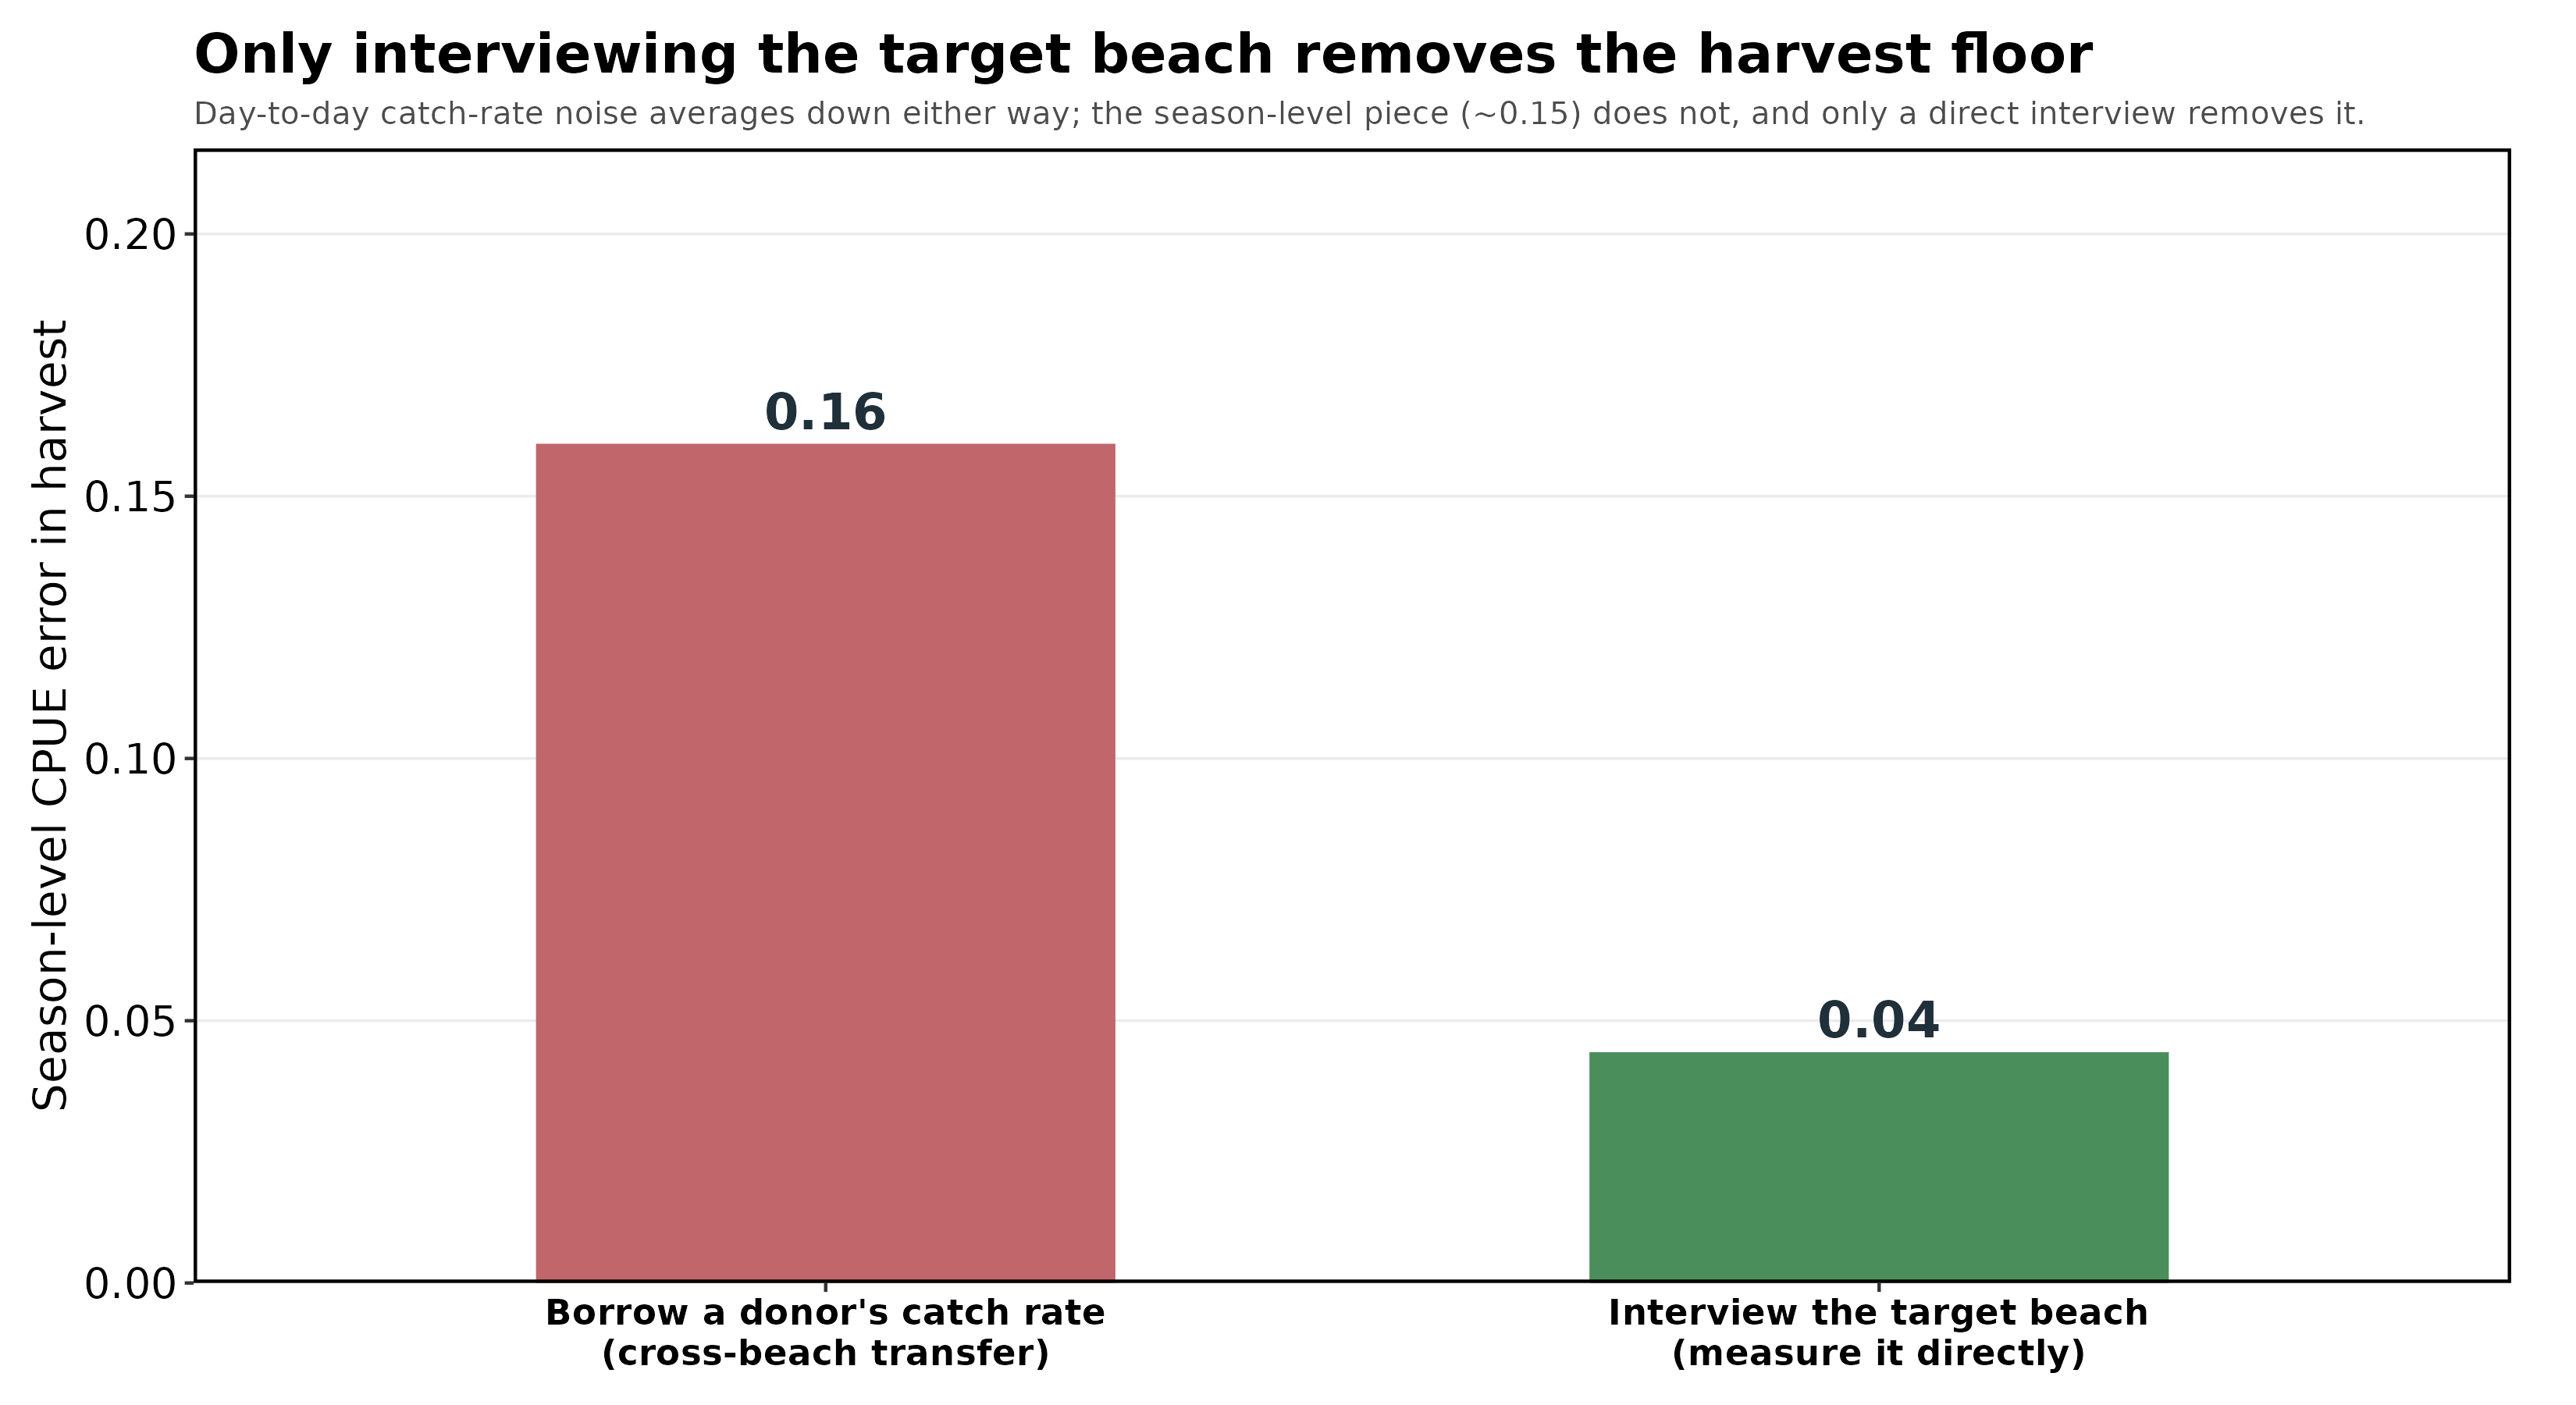 Only interviewing the target beach removes the harvest floor
Day-to-day catch-rate noise averages down either way; the season-level piece (~0.15) does not, and only a direct interview removes it.
Season-level CPUE error in harvest
0.20
0.15
0.10
0.05
0.00
0.16
0.04
Borrow a donor's catch rate
(cross-beach transfer)
Interview the target beach
(measure it directly)